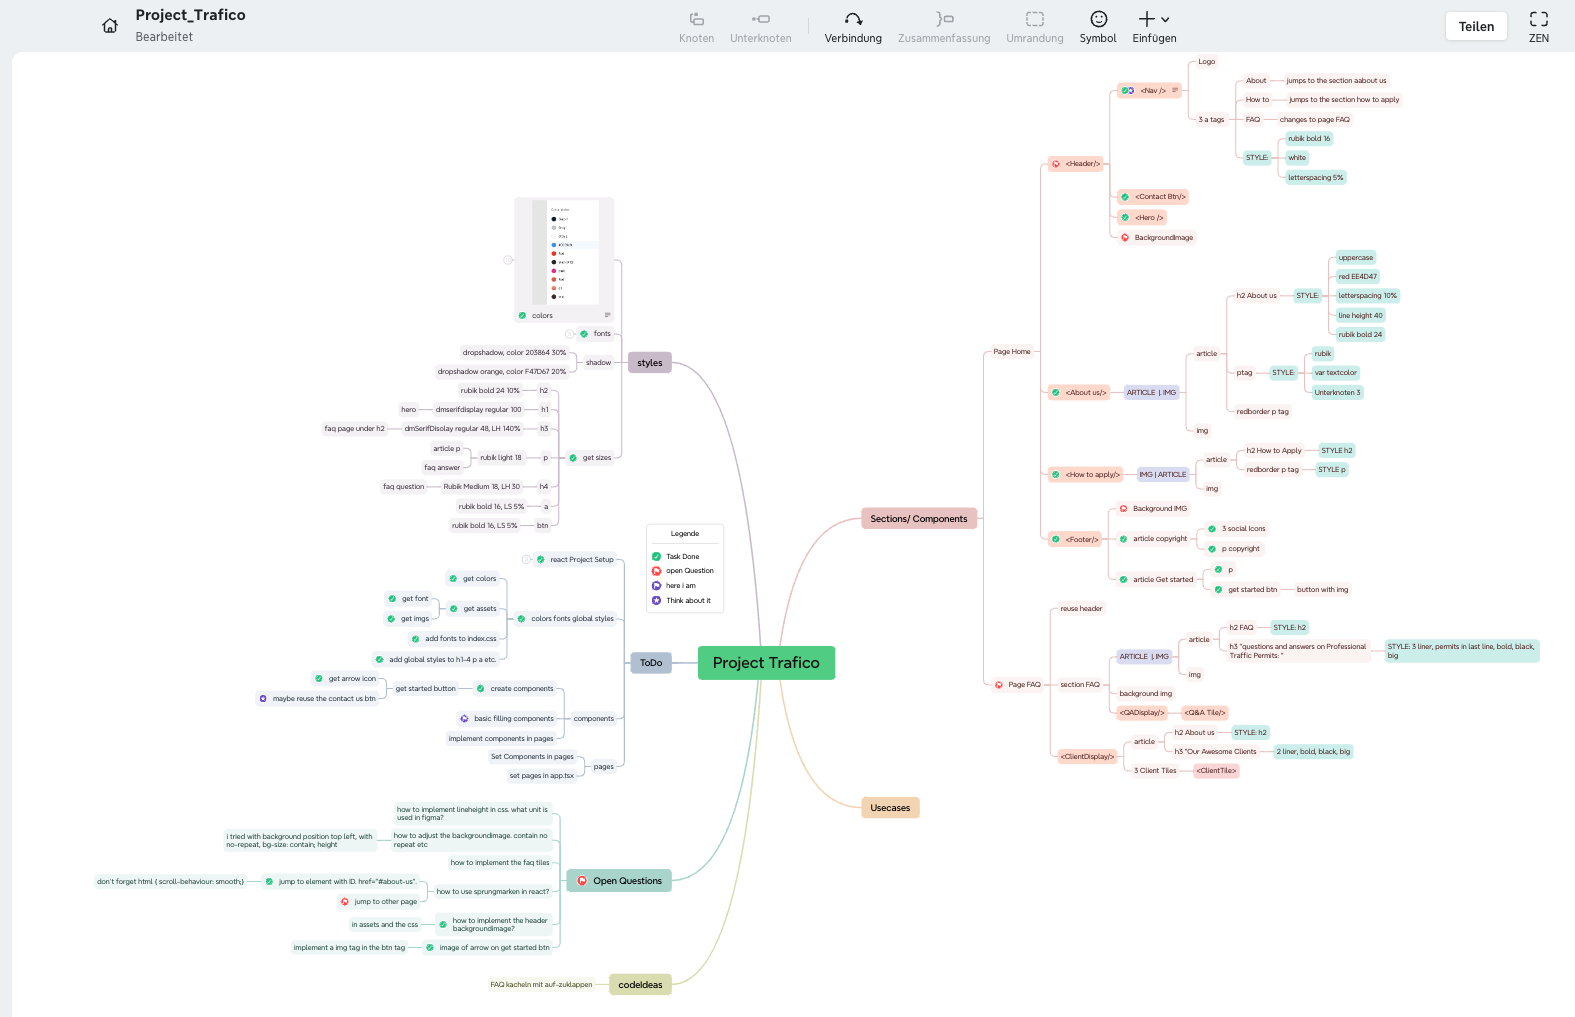 Project_Trafico
Bearbeitet
Knoten
Unterknoten
Verbindung
Zusammenfassung
Umrandung
Symbol
Einfügen
Teilen
ZEN
colors
fonts
dropshadow, color 203864 30%
dropshadow orange, color F47D67 20%
shadow
styles
rubik bold 24 10%
h2
hero
dmserifdisplay regular 100
h1
faq page under h2
dmSerifDisolay regular 48, LH 140%
h3
article p
faq answer
rubik light 18
p
get sizes
faq question
Rubik Medium 18, LH 30
h4
rubik bold 16, LS 5%
a
rubik bold 16, LS 5%
btn
Legende
Task Done
open Question
here i am
Think about it
react Project Setup
get colors
get font
get imgs
get assets
colors fonts global styles
add fonts to index.css
add global styles to h1-4 p a etc.
ToDo
get arrow icon
maybe reuse the contact us btn
get started button
create components
basic filling components
components
implement components in pages
Set Components in pages
set pages in app.tsx
pages
Project Trafico
how to implement lineheight in css. what unit is
used in figma?
i tried with background position top left, with
no-repeat, bg-size: contain; height
how to adjust the backgroundimage. contain no
repeat etc
how to implement the faq tiles
don't forget html { scroll-behaviour: smooth;}
jump to element with ID. href="#about-us".
jump to other page
how to use sprungmarken in react?
Open Questions
in assets and the css
how to implement the header
backgroundimage?
implement a img tag in the btn tag
image of arrow on get started btn
FAQ kacheln mit auf-zuklappen
codeIdeas
Sections/ Components
Usecases
Page Home
<Header/>
<Nav />
Logo
3 a tags
About
jumps to the section aabout us
How to
jumps to the section how to apply
FAQ
changes to page FAQ
STYLE:
rubik bold 16
white
letterspacing 5%
<Contact Btn/>
<Hero />
BackgroundImage
<About us/>
ARTICLE | IMG
article
h2 About us
STYLE:
uppercase
red EE4D47
letterspacing 10%
line height 40
rubik bold 24
ptag
STYLE:
rubik
var textcolor
Unterknoten 3
redborder p tag
img
<How to apply/>
IMG | ARTICLE
article
h2 How to Apply
STYLE h2
redborder p tag
STYLE p
img
<Footer/>
Background IMG
article copyright
3 social Icons
p copyright
article Get started
p
get started btn
button with img
Page FAQ
reuse header
section FAQ
ARTICLE | IMG
article
h2 FAQ
STYLE: h2
h3 "questions and answers on Professional
Traffic Permits: "
STYLE: 3 liner, permits in last line, bold, black,
big
img
background img
<QADisplay/>
<Q&A Tile/>
<ClientDisplay/>
article
h2 About us
STYLE: h2
h3 "Our Awesome Clients
2 liner, bold, black, big
3 Client Tiles
<ClientTile>